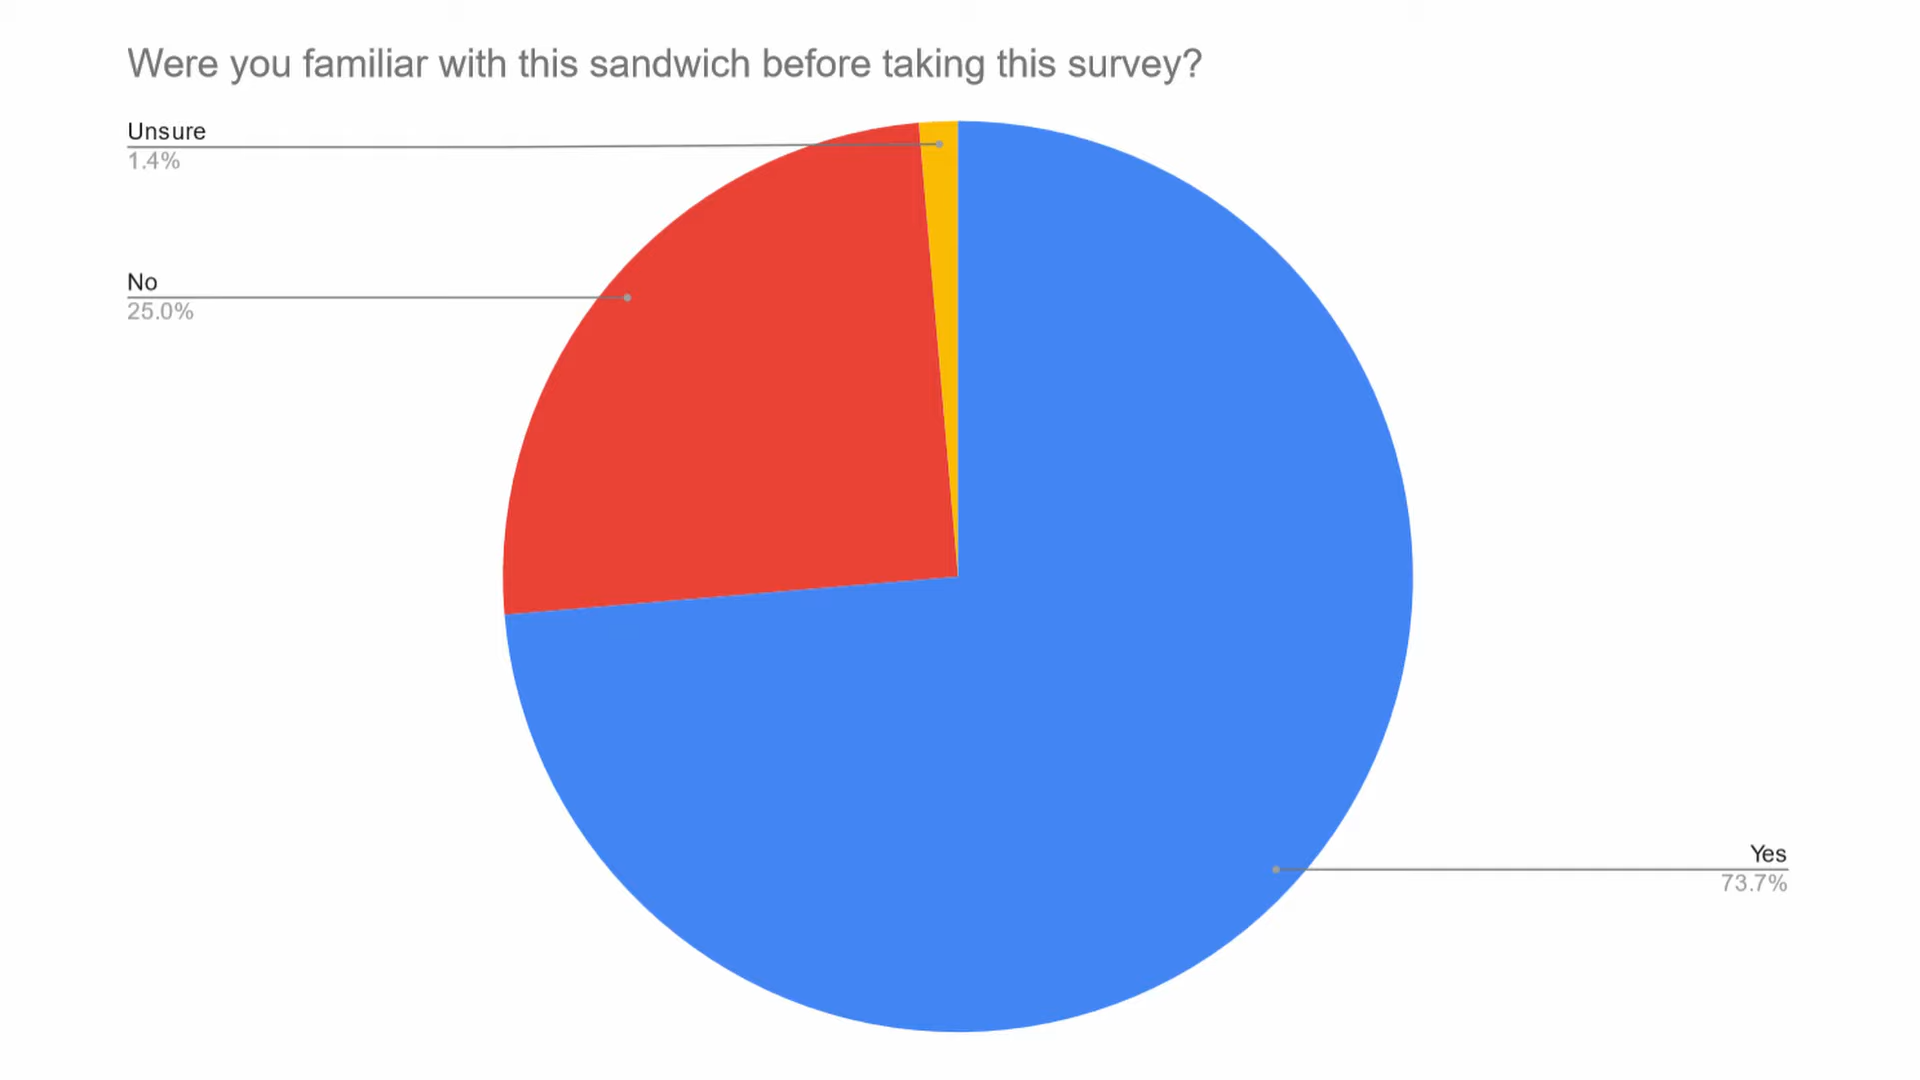 Were you familiar with this sandwich before taking this survey?
Unsure
1.4%
No
25.0%
Yes
73.7%